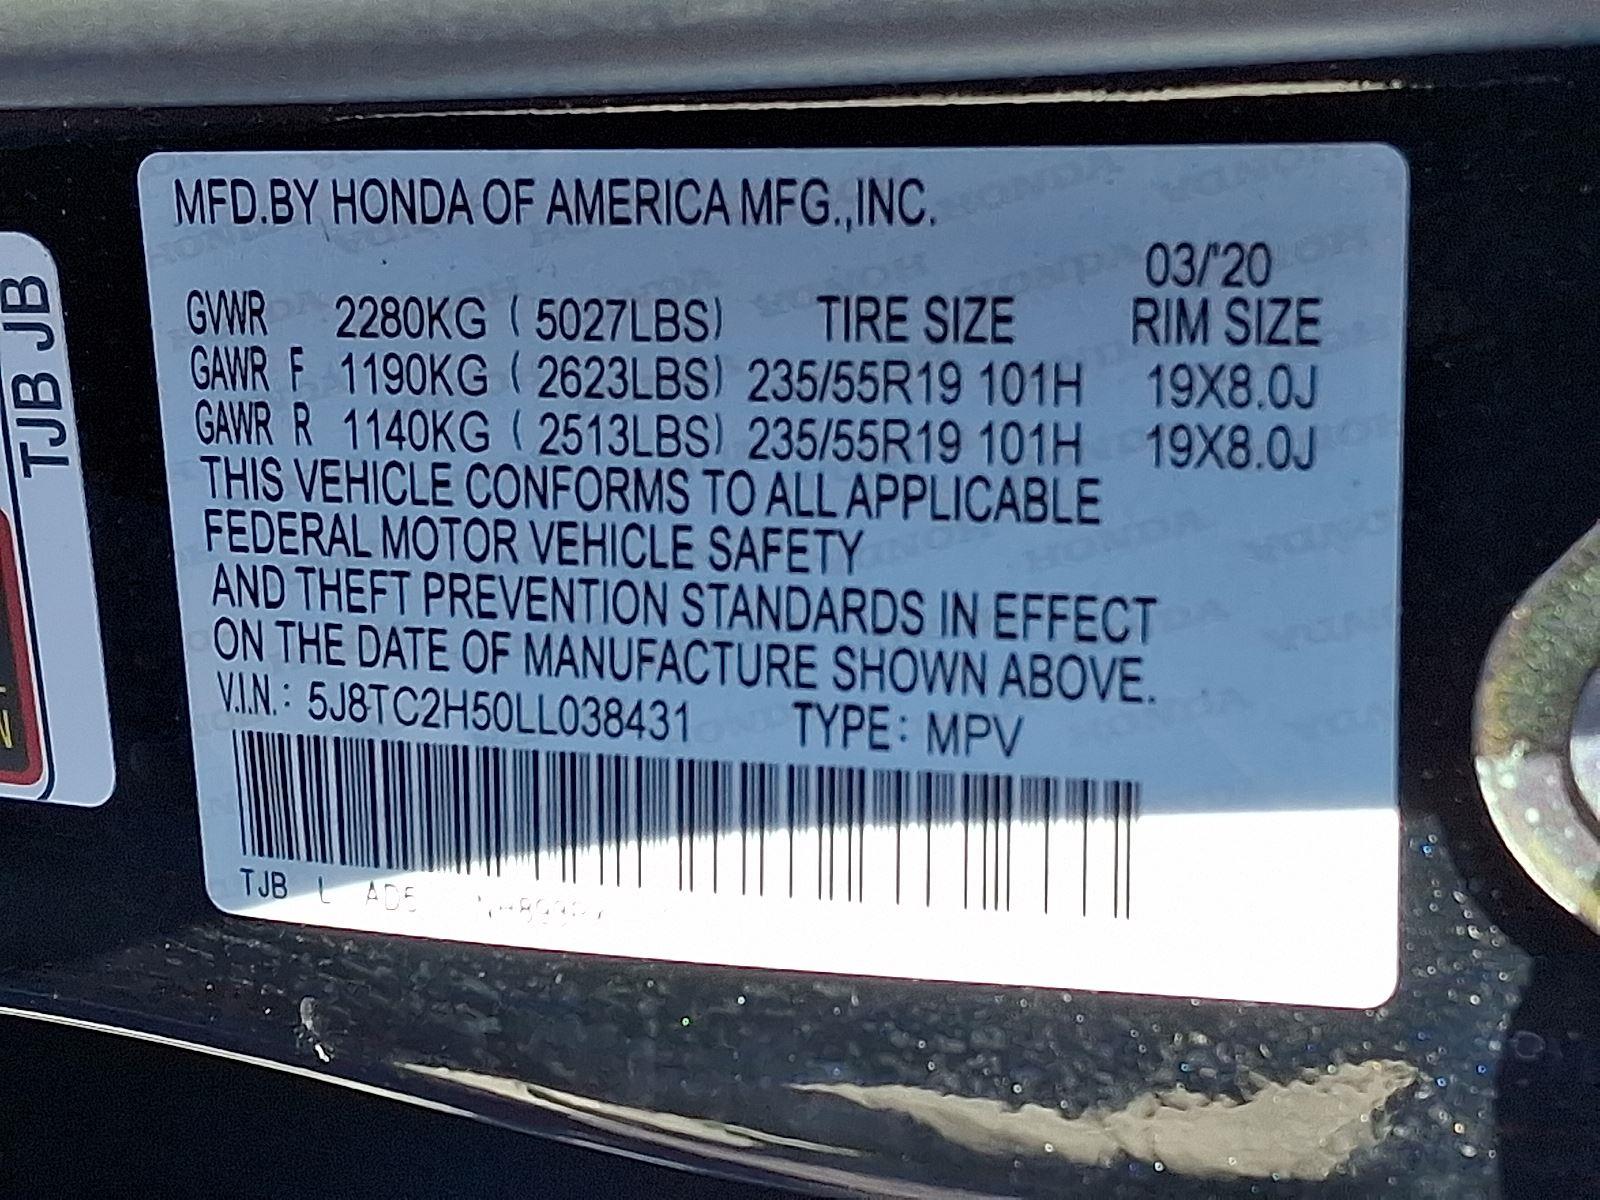 MFD.BY HONDA OF AMERICA MFG.,INC.
03/'20
GVWR 2280KG ( 5027LBS) TIRE SIZE RIM SIZE
GAWR F 1190KG ( 2623LBS) 235/55R19 101H 19X8.0J
GAWR R 1140KG ( 2513LBS) 235/55R19 101H 19X8.0J
THIS VEHICLE CONFORMS TO ALL APPLICABLE
FEDERAL MOTOR VEHICLE SAFETY
AND THEFT PREVENTION STANDARDS IN EFFECT
ON THE DATE OF MANUFACTURE SHOWN ABOVE.
V.I.N.: 5J8TC2H50LL038431 TYPE: MPV
TJB L AD5
TJB JB